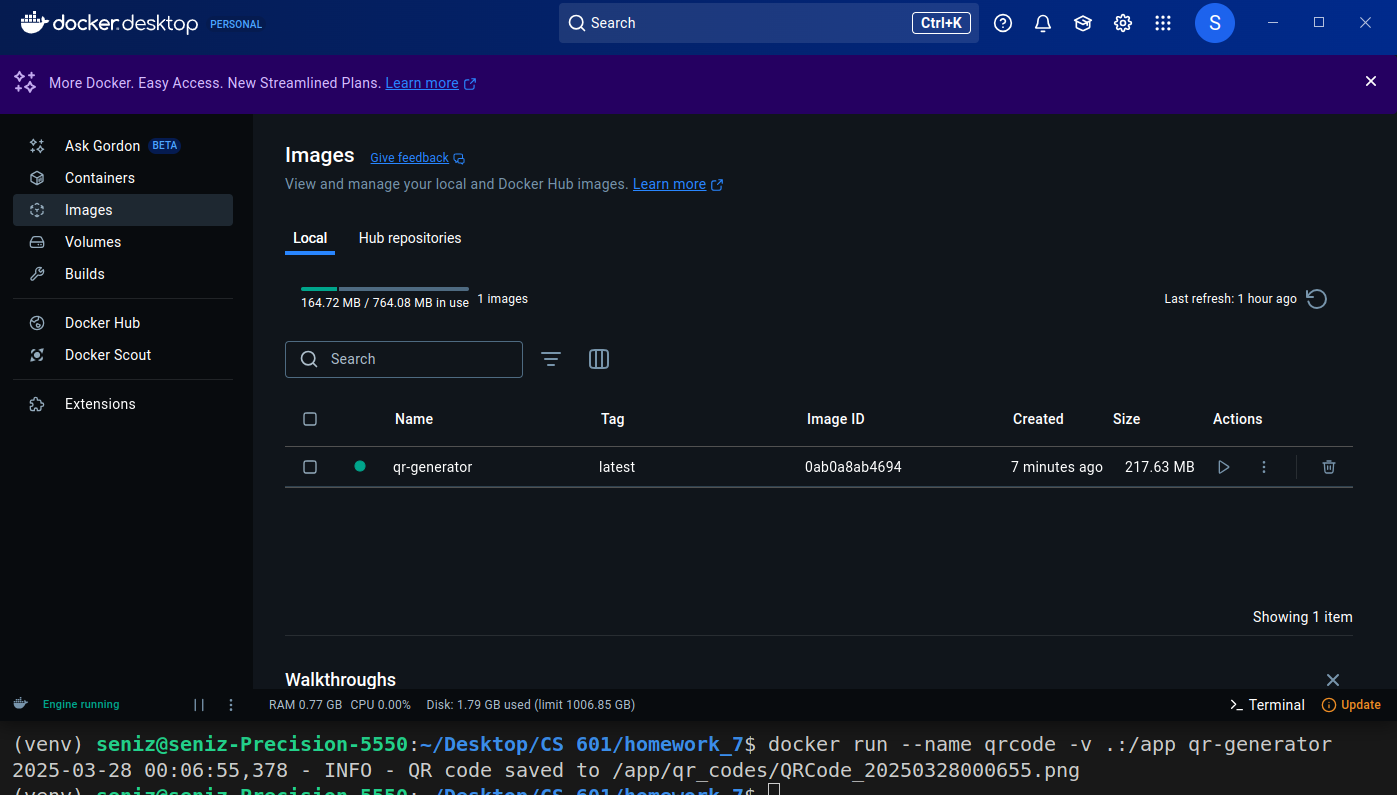 docker desktop PERSONAL Search Ctrl+K S
More Docker. Easy Access. New Streamlined Plans. Learn more
Ask Gordon BETA
Containers
Images
Volumes
Builds
Docker Hub
Docker Scout
Extensions
Images Give feedback
View and manage your local and Docker Hub images. Learn more
Local Hub repositories
164.72 MB / 764.08 MB in use 1 images Last refresh: 1 hour ago
Search
Name Tag Image ID Created Size Actions
qr-generator latest 0ab0a8ab4694 7 minutes ago 217.63 MB
Showing 1 item
Walkthroughs
Engine running RAM 0.77 GB CPU 0.00% Disk: 1.79 GB used (limit 1006.85 GB) Terminal Update
(venv) seniz@seniz-Precision-5550:~/Desktop/CS 601/homework_7$ docker run --name qrcode -v .:/app qr-generator
2025-03-28 00:06:55,378 - INFO - QR code saved to /app/qr_codes/QRCode_20250328000655.png
(venv) seniz@seniz-Precision-5550:~/Desktop/CS 601/homework_7$